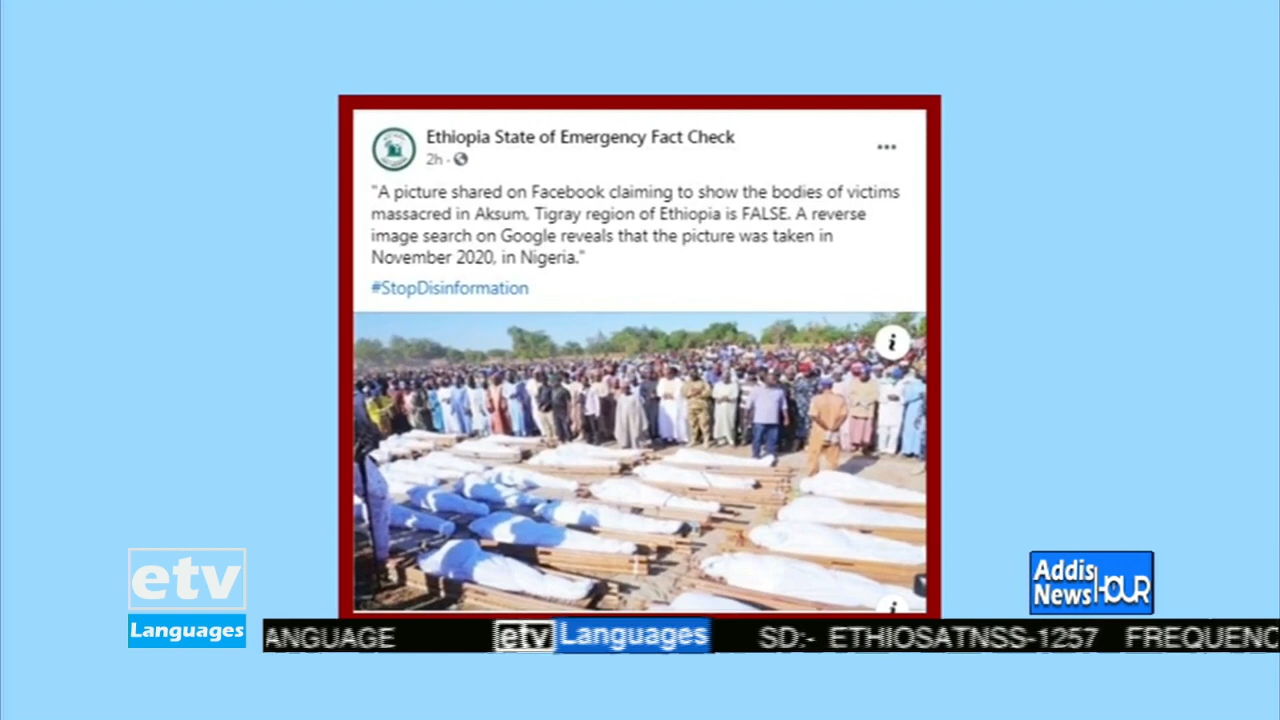 Ethiopia State of Emergency Fact Check
2h ·
"A picture shared on Facebook claiming to show the bodies of victims
massacred in Aksum, Tigray region of Ethiopia is FALSE. A reverse
image search on Google reveals that the picture was taken in
November 2020, in Nigeria."
#StopDisinformation
i
i
etv
Languages
Addis
News HOUR
ANGUAGE etv Languages SD:- ETHIOSATNSS-1257 FREQUENC